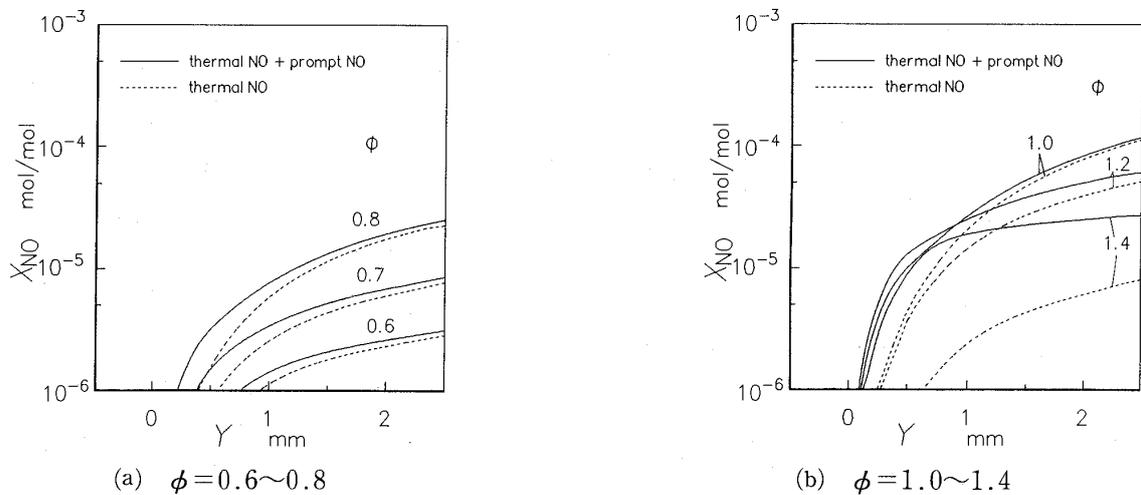 10⁻³
thermal NO + prompt NO
thermal NO
ϕ
10⁻⁴
X_NO mol/mol
0.8
10⁻⁵
0.7
0.6
10⁻⁶
0 1 2
Y mm
(a) ϕ=0.6~0.8
10⁻³
thermal NO + prompt NO
thermal NO
ϕ
10⁻⁴
1.0
1.2
X_NO mol/mol
1.4
10⁻⁵
10⁻⁶
0 1 2
Y mm
(b) ϕ=1.0~1.4